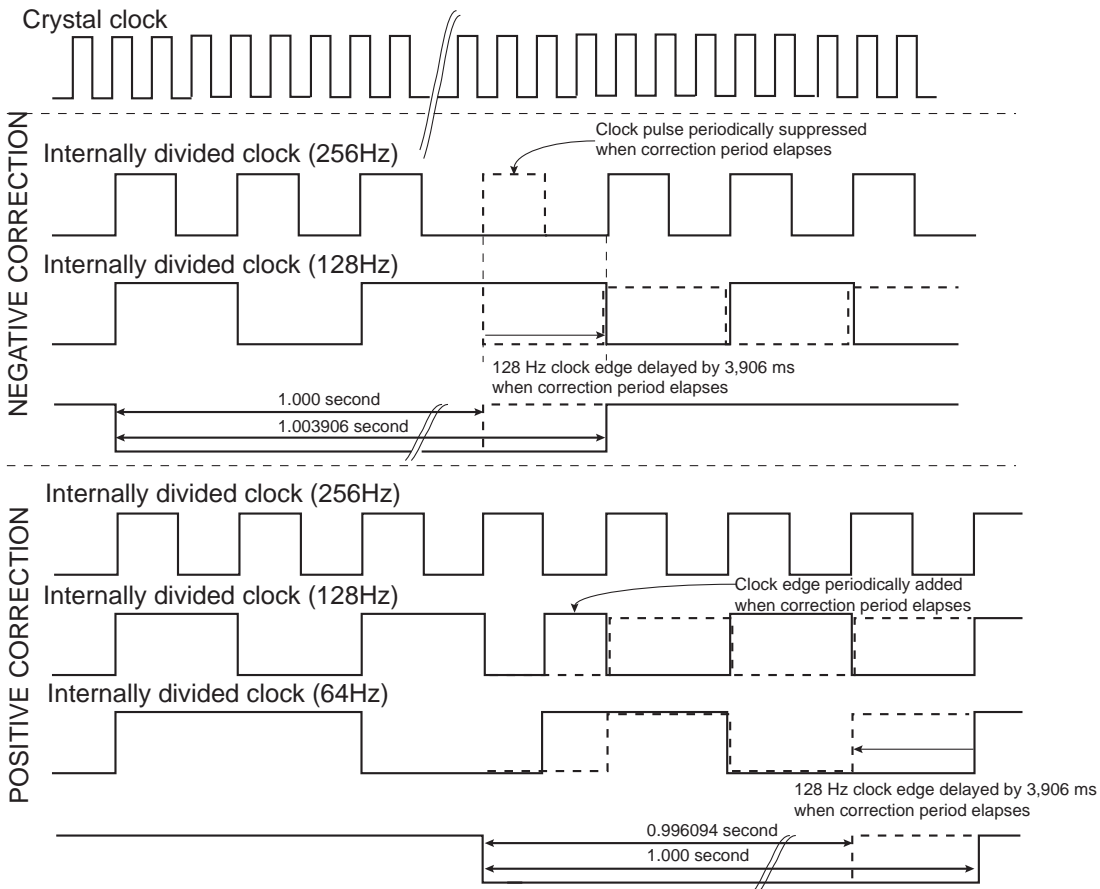 Crystal clock
NEGATIVE CORRECTION
Clock pulse periodically suppressed
when correction period elapses
Internally divided clock (256Hz)
Internally divided clock (128Hz)
128 Hz clock edge delayed by 3,906 ms
when correction period elapses
1.000 second
1.003906 second
POSITIVE CORRECTION
Internally divided clock (256Hz)
Internally divided clock (128Hz)
Clock edge periodically added
when correction period elapses
Internally divided clock (64Hz)
128 Hz clock edge delayed by 3,906 ms
when correction period elapses
0.996094 second
1.000 second